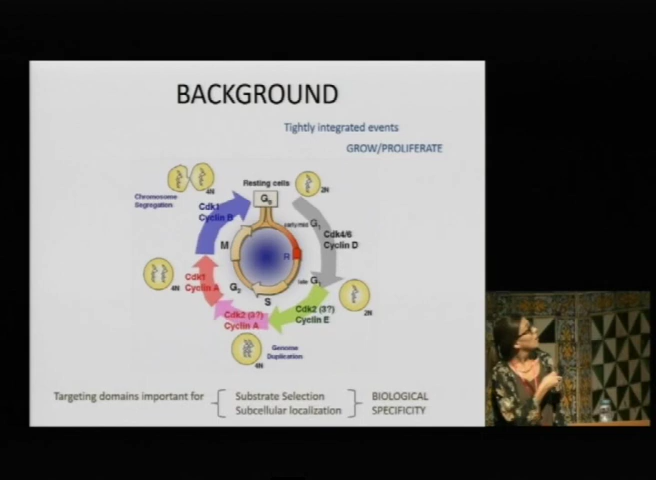 BACKGROUND
Tightly integrated events
GROW/PROLIFERATE
Resting cells
G0
2N
4N
Chromosome
Segregation
Cdk1
Cyclin B
G1
Cdk4/6
Cyclin D
M
R
4N
Cdk1
Cyclin A
G2
S
late G1
2N
Cdk2 (3?)
Cyclin A
Cdk2 (3?)
Cyclin E
4N
Genome
Duplication
Targeting domains important for
Substrate Selection
Subcellular localization
BIOLOGICAL
SPECIFICITY